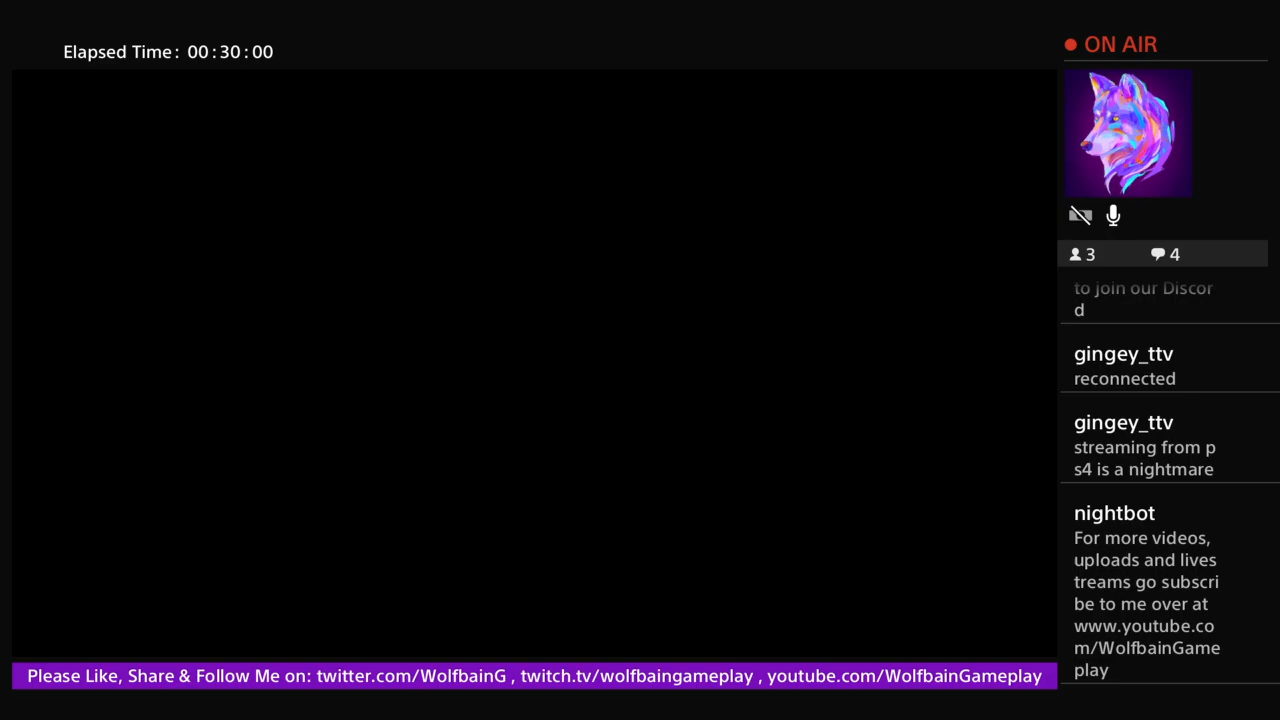 Elapsed Time: 00:30:00
ON AIR
3
4
to join our Discor
d
gingey_ttv
reconnected
gingey_ttv
streaming from p
s4 is a nightmare
nightbot
For more videos,
uploads and lives
treams go subscri
be to me over at
www.youtube.co
m/WolfbainGame
play
Please Like, Share & Follow Me on: twitter.com/WolfbainG , twitch.tv/wolfbaingameplay , youtube.com/WolfbainGameplay